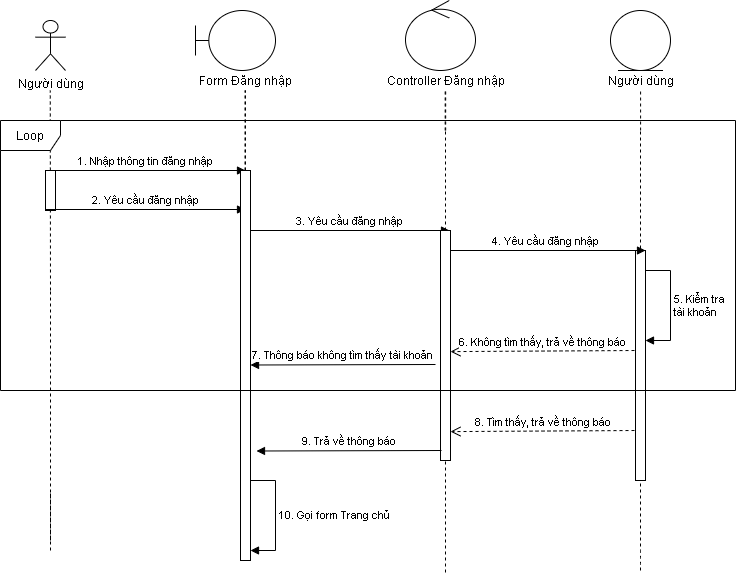 Người dùng
Form Đăng nhập
Controller Đăng nhập
Người dùng
Loop
1. Nhập thông tin đăng nhập
2. Yêu cầu đăng nhập
3. Yêu cầu đăng nhập
4. Yêu cầu đăng nhập
5. Kiểm tra
tài khoản
6. Không tìm thấy, trả về thông báo
7. Thông báo không tìm thấy tài khoản
8. Tìm thấy, trả về thông báo
9. Trả về thông báo
10. Gọi form Trang chủ